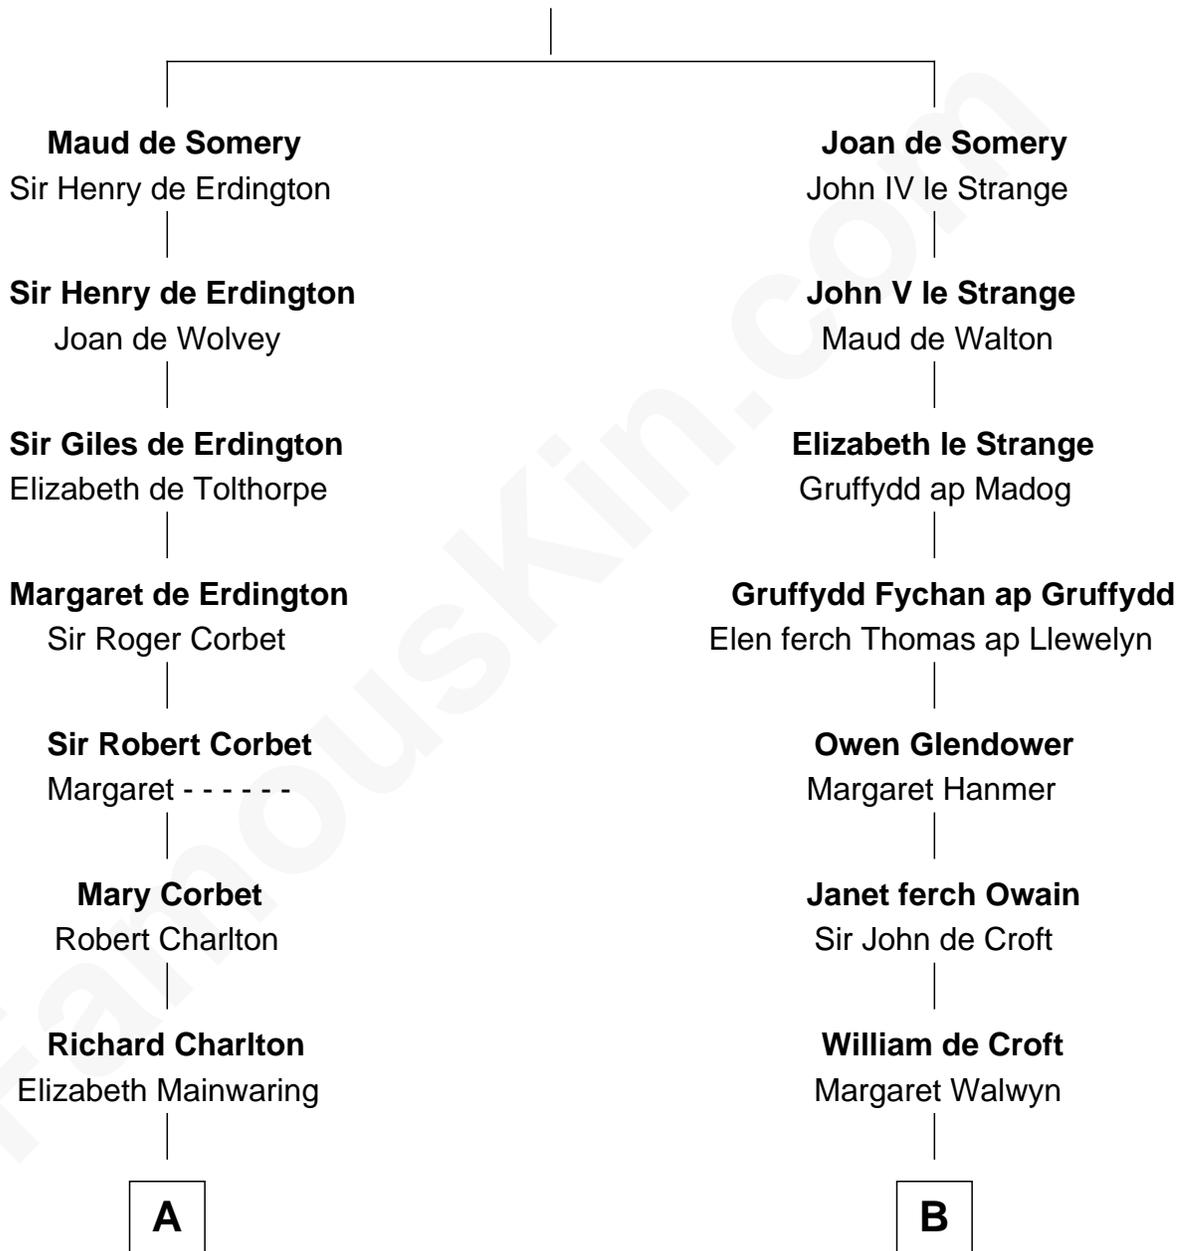 Maud de Somery
Sir Henry de Erdington
Sir Henry de Erdington
Joan de Wolvey
Sir Giles de Erdington
Elizabeth de Tolthorpe
Margaret de Erdington
Sir Roger Corbet
Sir Robert Corbet
Margaret - - - - - -
Mary Corbet
Robert Charlton
Richard Charlton
Elizabeth Mainwaring
A
Joan de Somery
John IV le Strange
John V le Strange
Maud de Walton
Elizabeth le Strange
Gruffydd ap Madog
Gruffydd Fychan ap Gruffydd
Elen ferch Thomas ap Llewelyn
Owen Glendower
Margaret Hanmer
Janet ferch Owain
Sir John de Croft
William de Croft
Margaret Walwyn
B
FamousKin.com